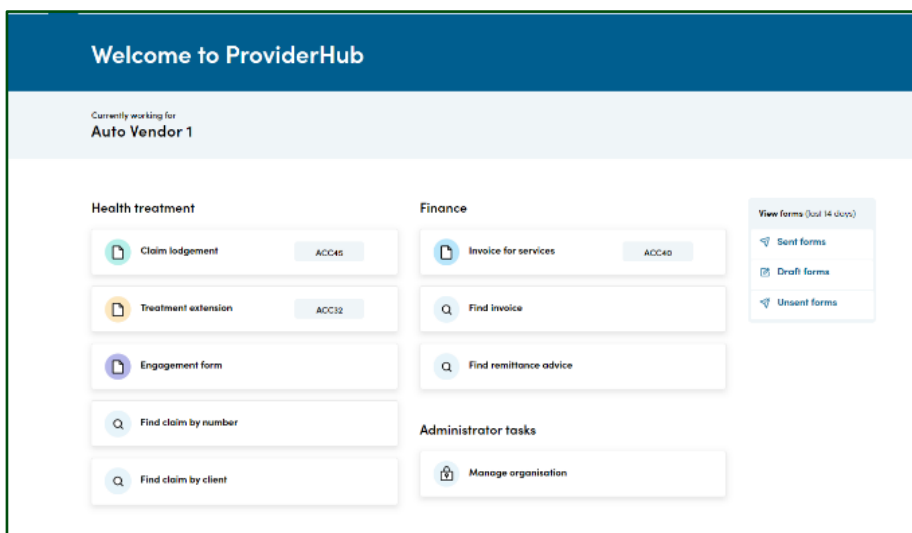 Welcome to ProviderHub
Currently working for
Auto Vendor 1
Health treatment
Claim lodgement
ACC45
Treatment extension
ACC32
Engagement form
Find claim by number
Find claim by client
Finance
Invoice for services
ACC40
Find invoice
Find remittance advice
Administrator tasks
Manage organisation
View forms (last 14 days)
Sent forms
Draft forms
Unsent forms